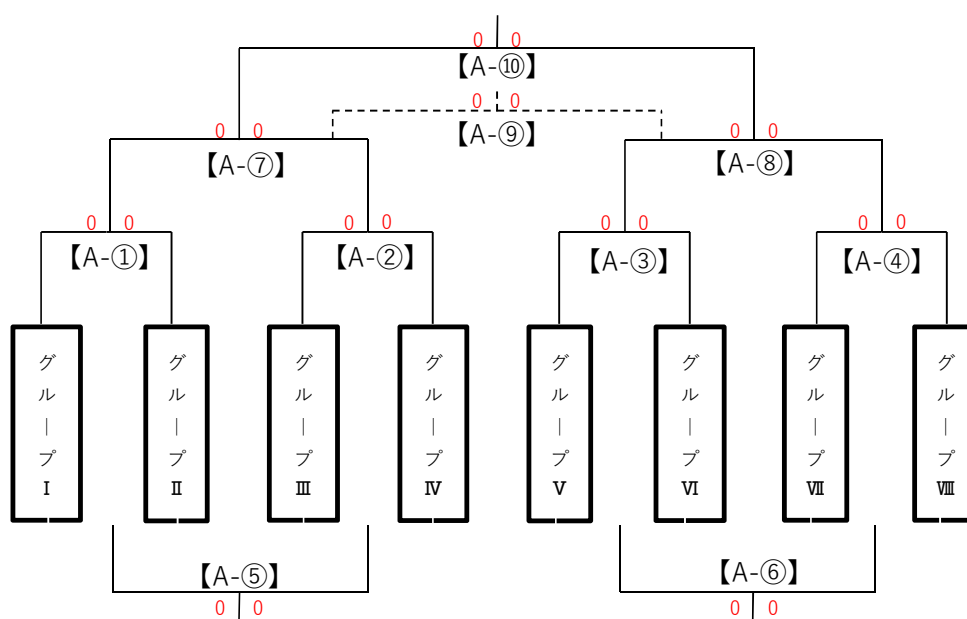 0 0
【A-⑩】
0 0
【A-⑨】
0 0
0 0
【A-⑦】
【A-⑧】
0 0
0 0
0 0
0 0
【A-①】
【A-②】
【A-③】
【A-④】
グループⅠ
グループⅡ
グループⅢ
グループⅣ
グループⅤ
グループⅥ
グループⅦ
グループⅧ
【A-⑤】
【A-⑥】
0 0
0 0